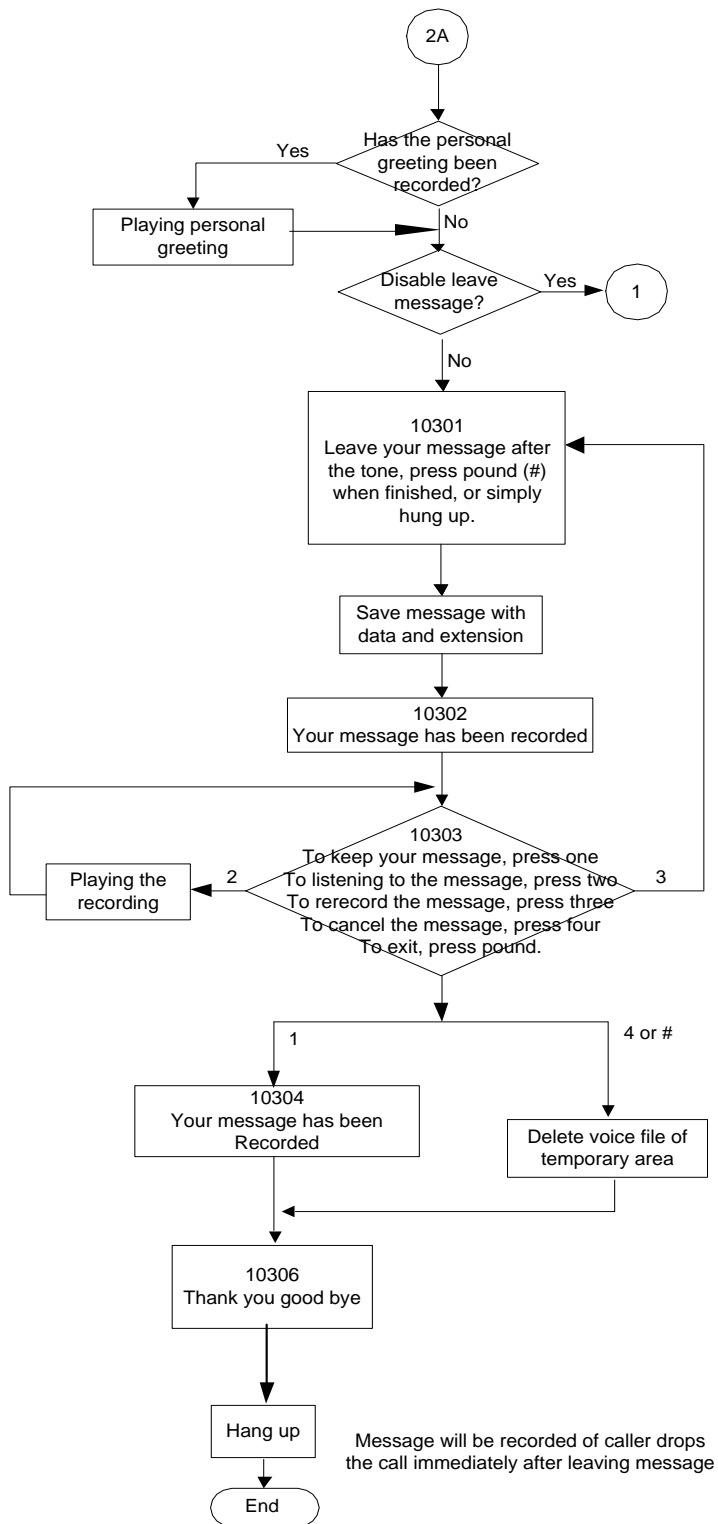 2A
Has the personal
greeting been
recorded?
Yes
No
Playing personal
greeting
Disable leave
message?
Yes
1
No
10301
Leave your message after
the tone, press pound (#)
when finished, or simply
hung up.
Save message with
data and extension
10302
Your message has been recorded
10303
To keep your message, press one
To listening to the message, press two
To rerecord the message, press three
To cancel the message, press four
To exit, press pound.
2
3
Playing the
recording
1
4 or #
10304
Your message has been
Recorded
Delete voice file of
temporary area
10306
Thank you good bye
Hang up
Message will be recorded of caller drops
the call immediately after leaving message
End